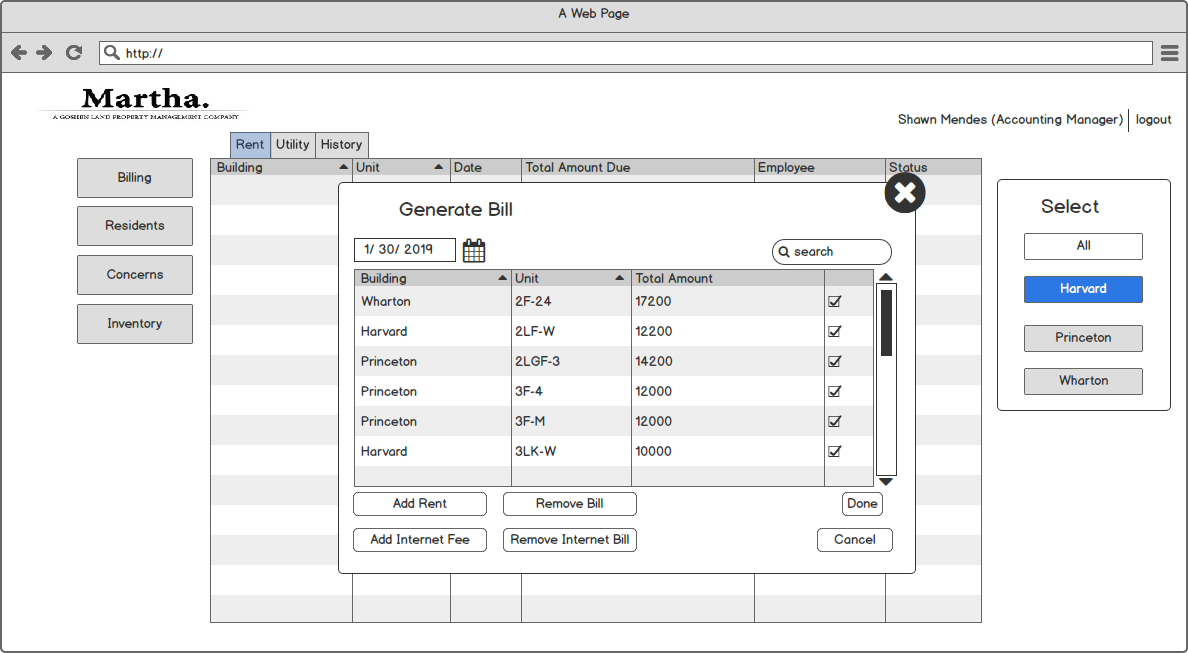 A Web Page
http://
Martha.
A GOSHEN LAND PROPERTY MANAGEMENT COMPANY
Shawn Mendes (Accounting Manager) logout
Rent Utility History
Building Unit Date Total Amount Due Employee Status
Billing
Residents
Concerns
Inventory
Generate Bill
1/ 30/ 2019
search
Building Unit Total Amount
Wharton 2F-24 17200
Harvard 2LF-W 12200
Princeton 2LGF-3 14200
Princeton 3F-4 12000
Princeton 3F-M 12000
Harvard 3LK-W 10000
Add Rent Remove Bill Done
Add Internet Fee Remove Internet Bill Cancel
Select
All
Harvard
Princeton
Wharton